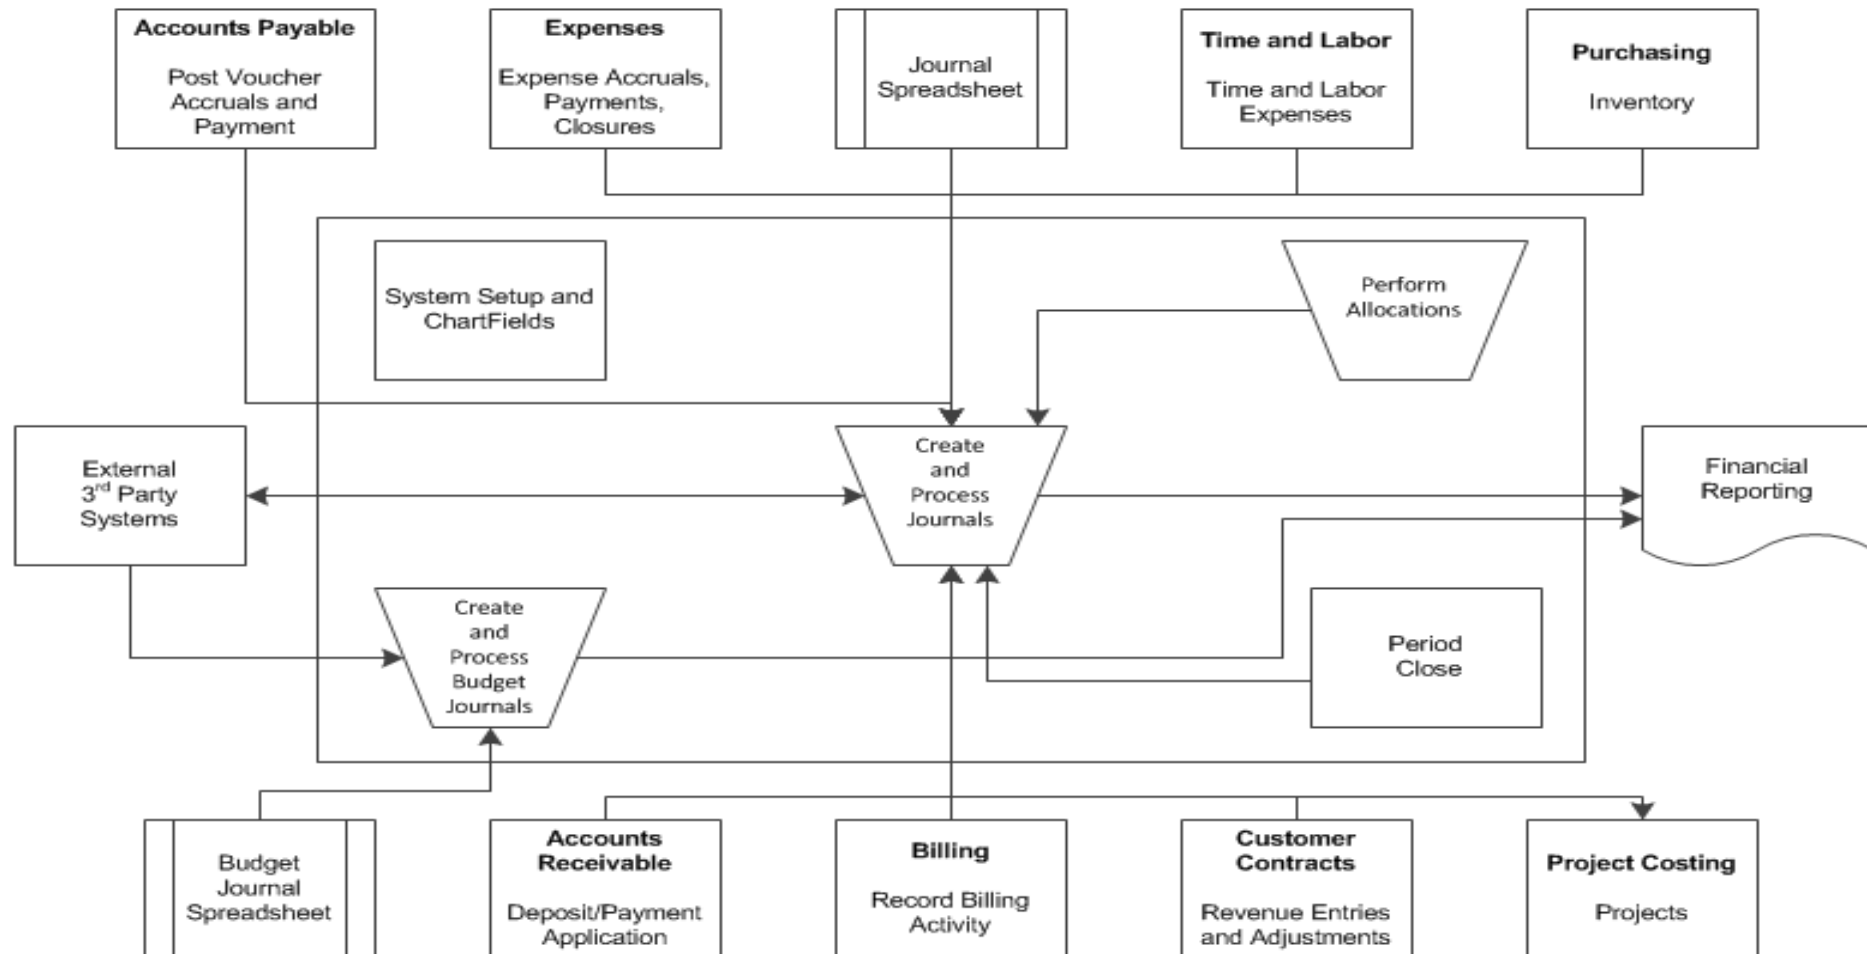 Accounts Payable
Post Voucher
Accruals and
Payment
Expenses
Expense Accruals,
Payments,
Closures
Journal
Spreadsheet
Time and Labor
Time and Labor
Expenses
Purchasing
Inventory
System Setup and
ChartFields
Perform
Allocations
External
3rd Party
Systems
Create
and
Process
Journals
Financial
Reporting
Create
and
Process
Budget
Journals
Period
Close
Budget
Journal
Spreadsheet
Accounts
Receivable
Deposit/Payment
Application
Billing
Record Billing
Activity
Customer
Contracts
Revenue Entries
and Adjustments
Project Costing
Projects